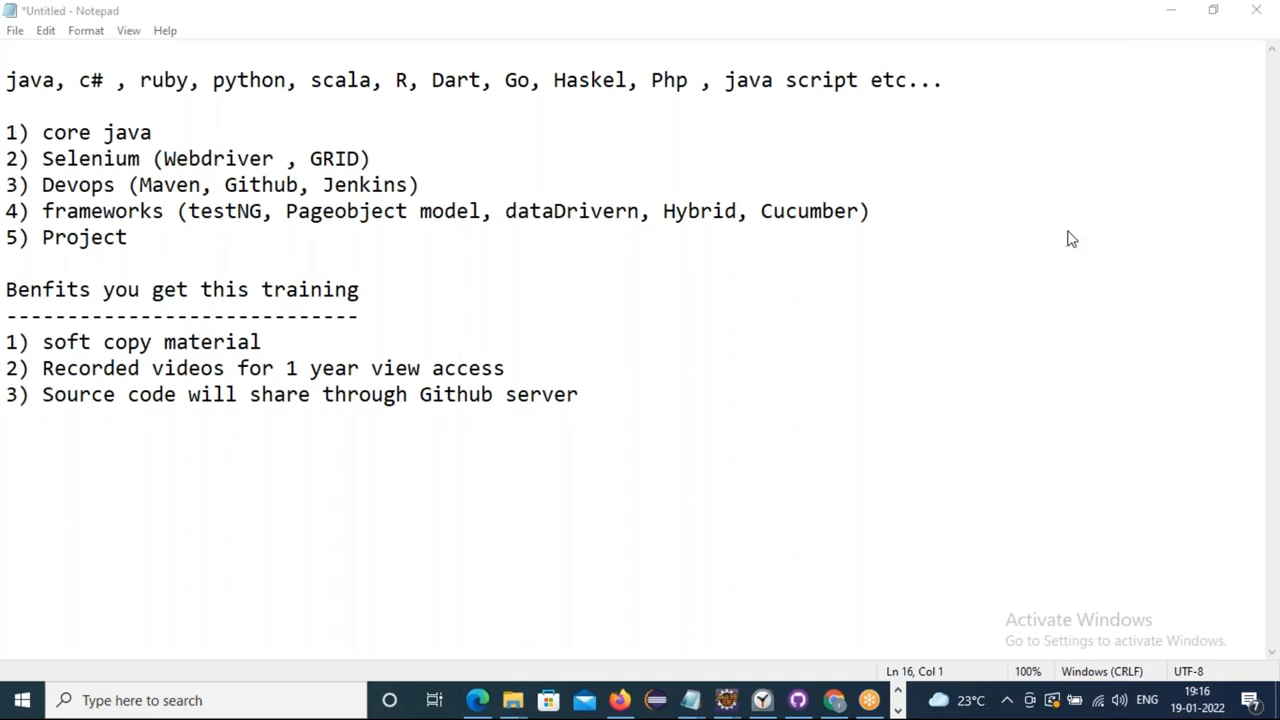 *Untitled - Notepad
File Edit Format View Help
java, c# , ruby, python, scala, R, Dart, Go, Haskel, Php , java script etc...
1) core java
2) Selenium (Webdriver , GRID)
3) Devops (Maven, Github, Jenkins)
4) frameworks (testNG, Pageobject model, dataDrivern, Hybrid, Cucumber)
5) Project
Benfits you get this training
-----------------------------
1) soft copy material
2) Recorded videos for 1 year view access
3) Source code will share through Github server
Activate Windows
Go to Settings to activate Windows.
Ln 16, Col 1 100% Windows (CRLF) UTF-8
Type here to search 23°C ENG 19:16
19-01-2022 7